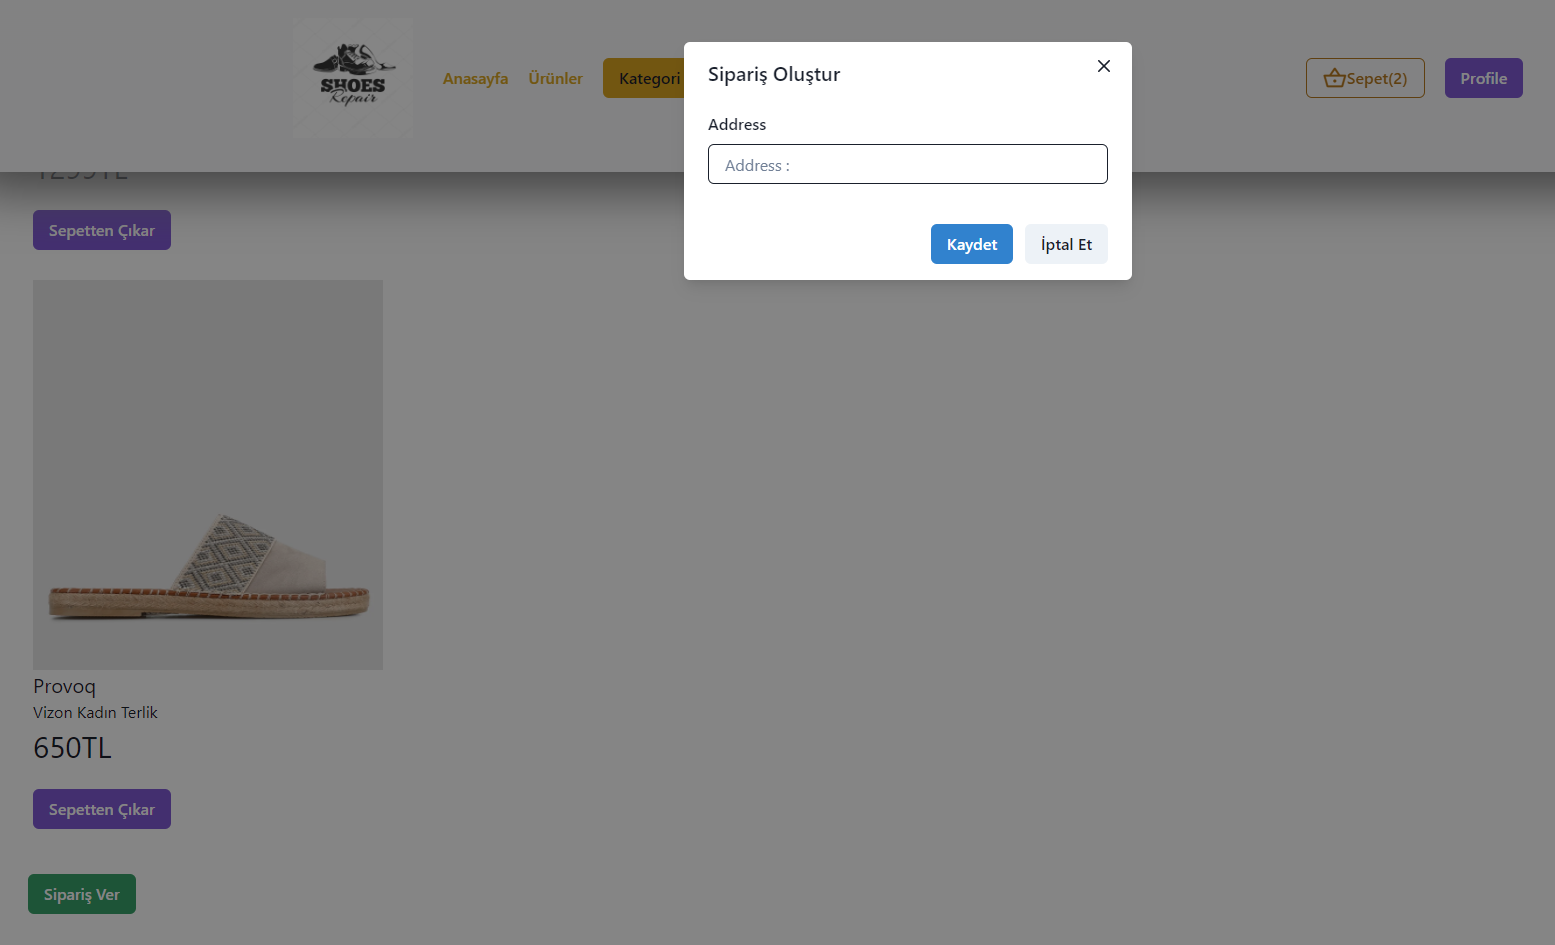 SHOES
Repair
Anasayfa
Ürünler
Kategori
Sepet(2)
Profile
Sipariş Oluştur
Address
Address :
Kaydet
İptal Et
Sepetten Çıkar
Provoq
Vizon Kadın Terlik
650TL
Sepetten Çıkar
Sipariş Ver